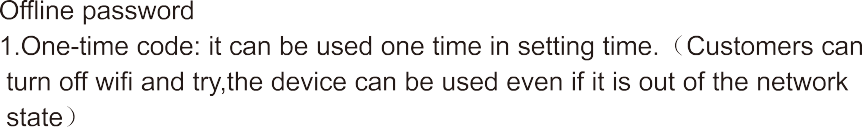 Offline password
1.One-time code: it can be used one time in setting time.（Customers can
turn off wifi and try,the device can be used even if it is out of the network
state）